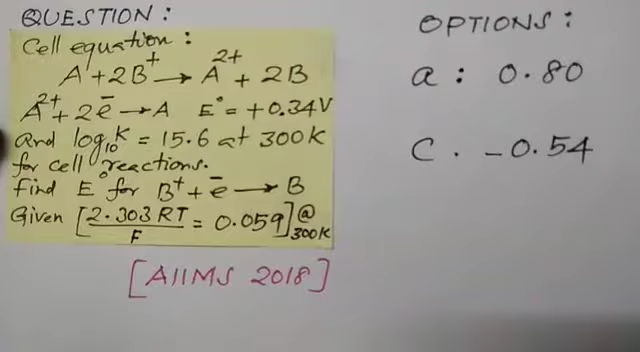 QUESTION:
Cell equation:
A + 2B⁺ → A²⁺ + 2B
A²⁺ + 2ē → A E° = +0.34V
And log₁₀K = 15.6 at 300K
for cell reactions.
Find E° for B⁺ + ē → B
Given [2.303 RT/F = 0.059]@300K
[AIIMS 2018]
OPTIONS:
a : 0.80
C . -0.54